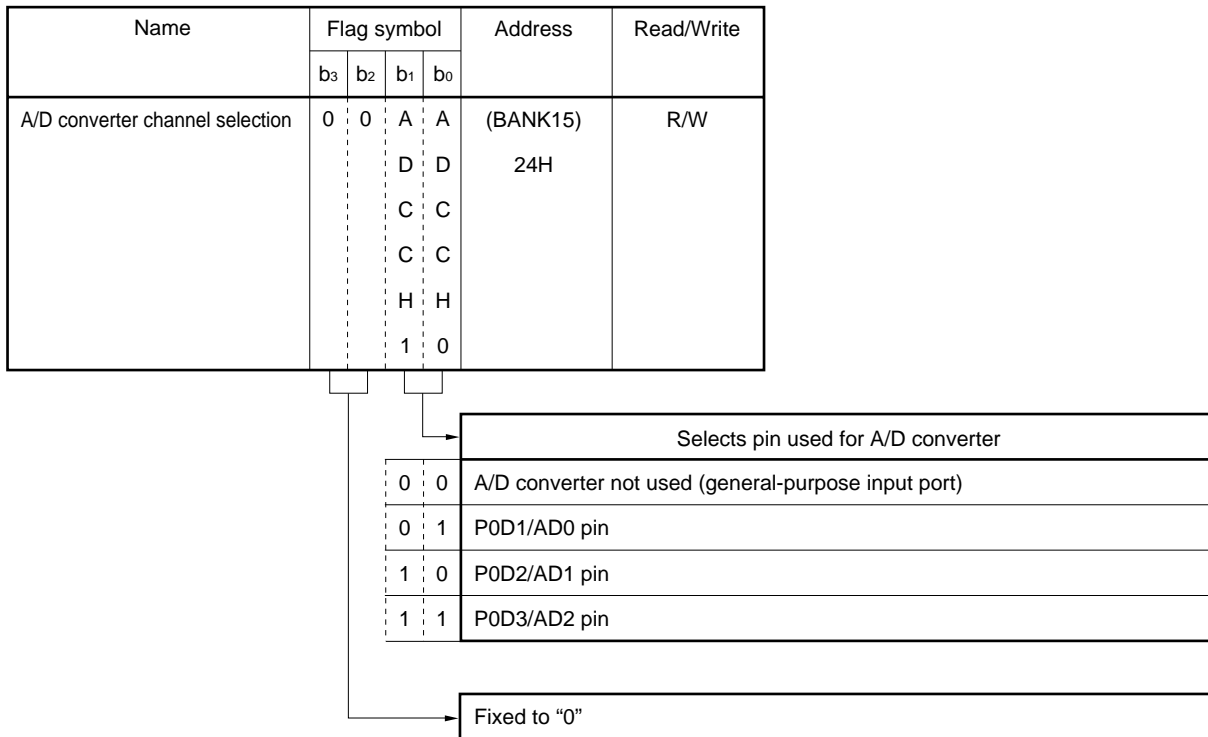 Name Flag symbol Address Read/Write
b3 b2 b1 b0
A/D converter channel selection 0 0 A A (BANK15) R/W
D D 24H
C C
C C
H H
1 0
Selects pin used for A/D converter
0 0 A/D converter not used (general-purpose input port)
0 1 P0D1/AD0 pin
1 0 P0D2/AD1 pin
1 1 P0D3/AD2 pin
Fixed to “0”